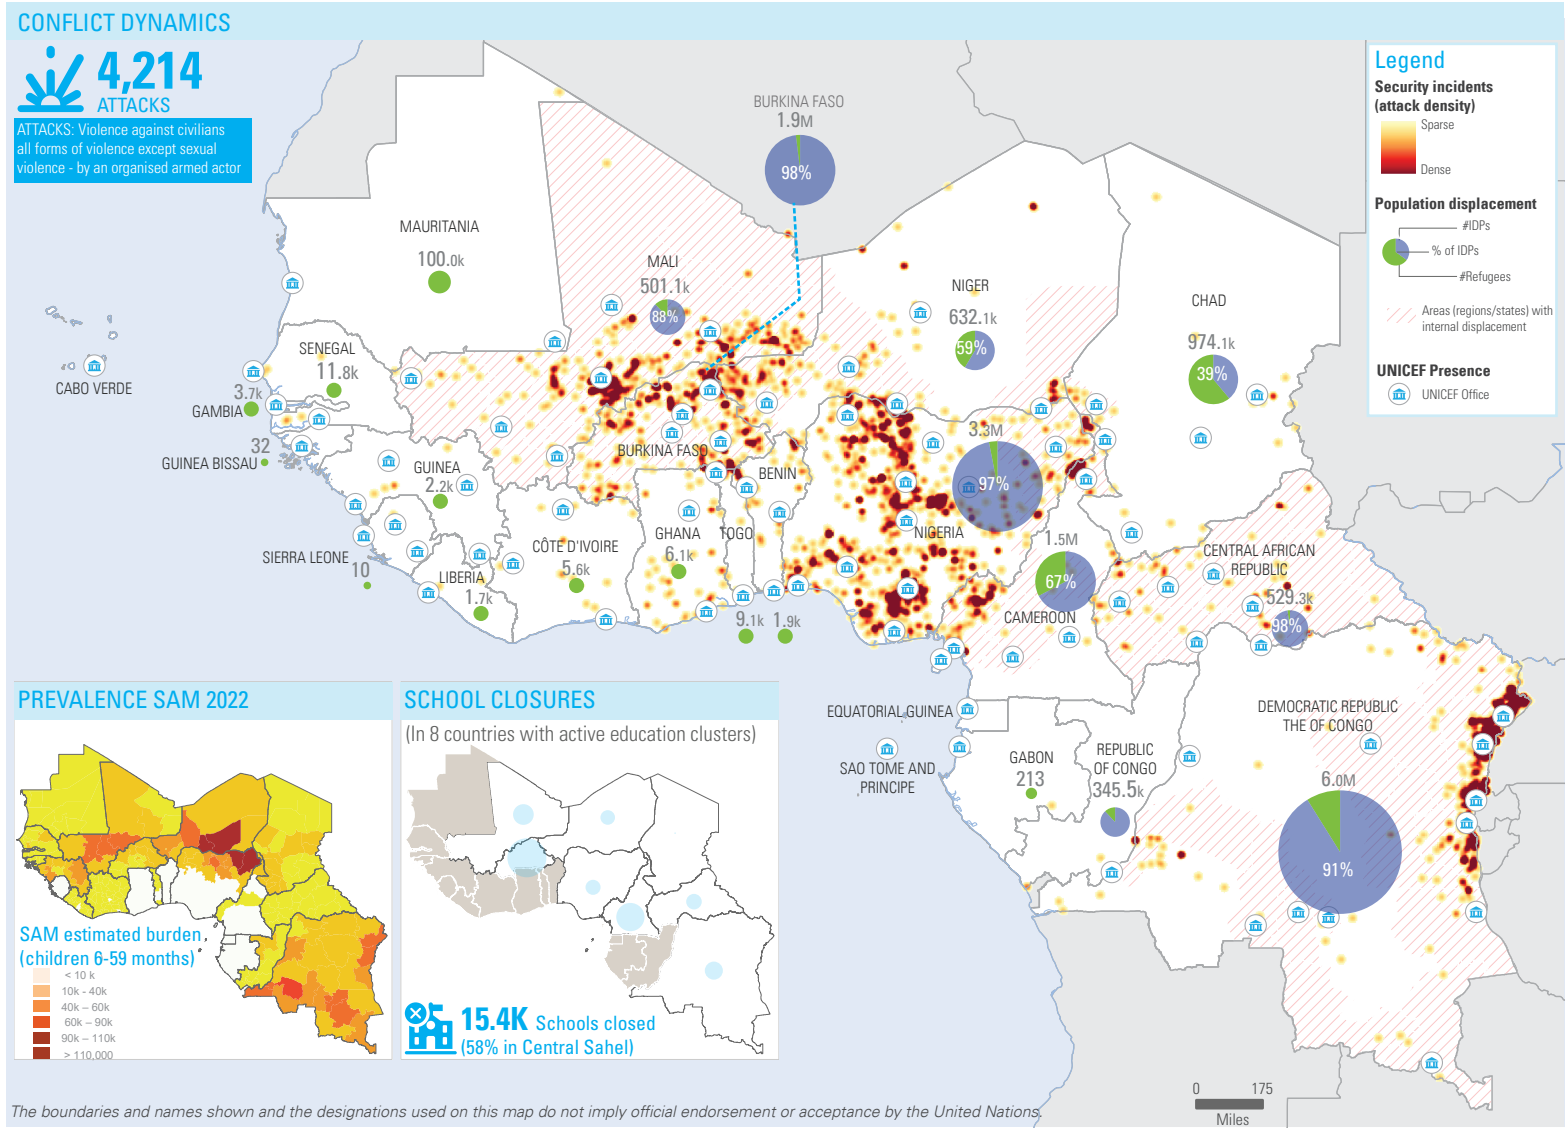 CONFLICT DYNAMICS
4,214
ATTACKS
ATTACKS: Violence against civilians
all forms of violence except sexual
violence - by an organised armed actor
BURKINA FASO
1.9M
98%
Legend
Security incidents
(attack density)
Sparse
Dense
Population displacement
#IDPs
% of IDPs
#Refugees
Areas (regions/states) with
internal displacement
UNICEF Presence
UNICEF Office
MAURITANIA
100.0k
MALI
501.1k
88%
NIGER
632.1k
59%
CHAD
974.1k
39%
CABO VERDE
SENEGAL
11.8k
3.7k
GAMBIA
32
GUINEA BISSAU
GUINEA
2.2k
BURKINA FASO
BENIN
3.3M
97%
NIGERIA
SIERRA LEONE
10
LIBERIA
1.7k
CÔTE D'IVOIRE
5.6k
GHANA
6.1k
TOGO
9.1k
1.9k
1.5M
67%
CAMEROON
CENTRAL AFRICAN
REPUBLIC
529.3k
98%
EQUATORIAL GUINEA
SAO TOME AND
PRINCIPE
GABON
213
REPUBLIC
OF CONGO
345.5k
DEMOCRATIC REPUBLIC
THE OF CONGO
6.0M
91%
PREVALENCE SAM 2022
SAM estimated burden
(children 6-59 months)
< 10 k
10k - 40k
40k – 60k
60k – 90k
90k – 110k
> 110,000
SCHOOL CLOSURES
(In 8 countries with active education clusters)
15.4K Schools closed
(58% in Central Sahel)
0 175
Miles
The boundaries and names shown and the designations used on this map do not imply official endorsement or acceptance by the United Nations.